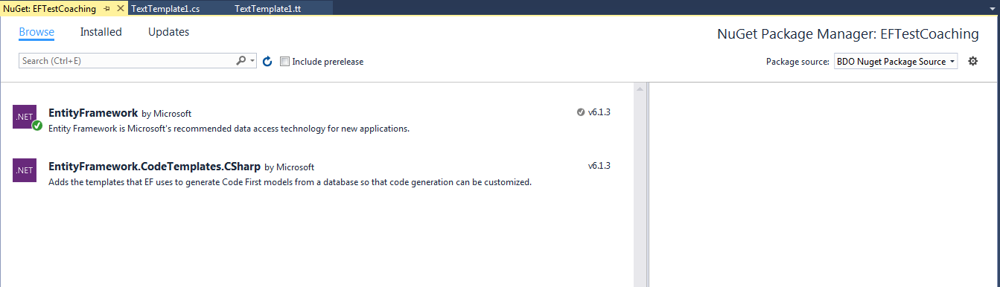 NuGet: EFTestCoaching TextTemplate1.cs TextTemplate1.tt
Browse Installed Updates
NuGet Package Manager: EFTestCoaching
Search (Ctrl+E) Include prerelease Package source: BDO Nuget Package Source
.NET EntityFramework by Microsoft v6.1.3
Entity Framework is Microsoft's recommended data access technology for new applications.
.NET EntityFramework.CodeTemplates.CSharp by Microsoft v6.1.3
Adds the templates that EF uses to generate Code First models from a database so that code generation can be customized.